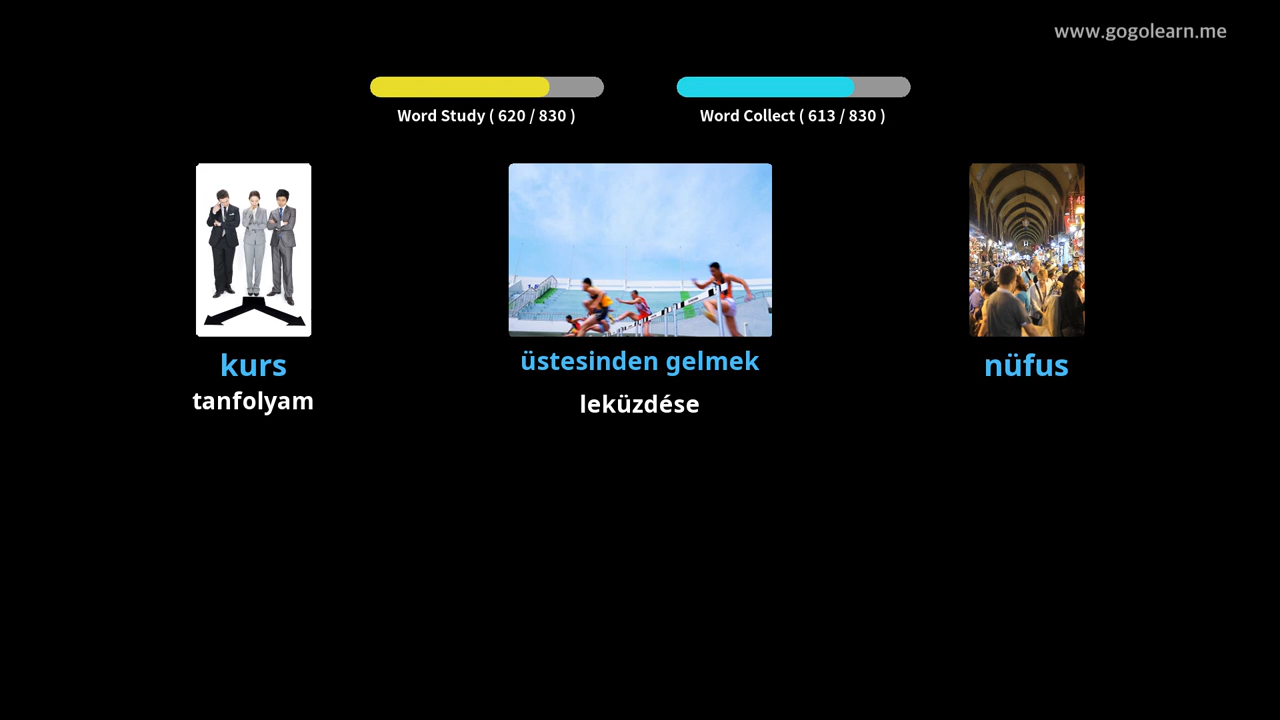 www.gogolearn.me
Word Study ( 620 / 830 )
Word Collect ( 613 / 830 )
kurs
tanfolyam
üstesinden gelmek
leküzdése
nüfus